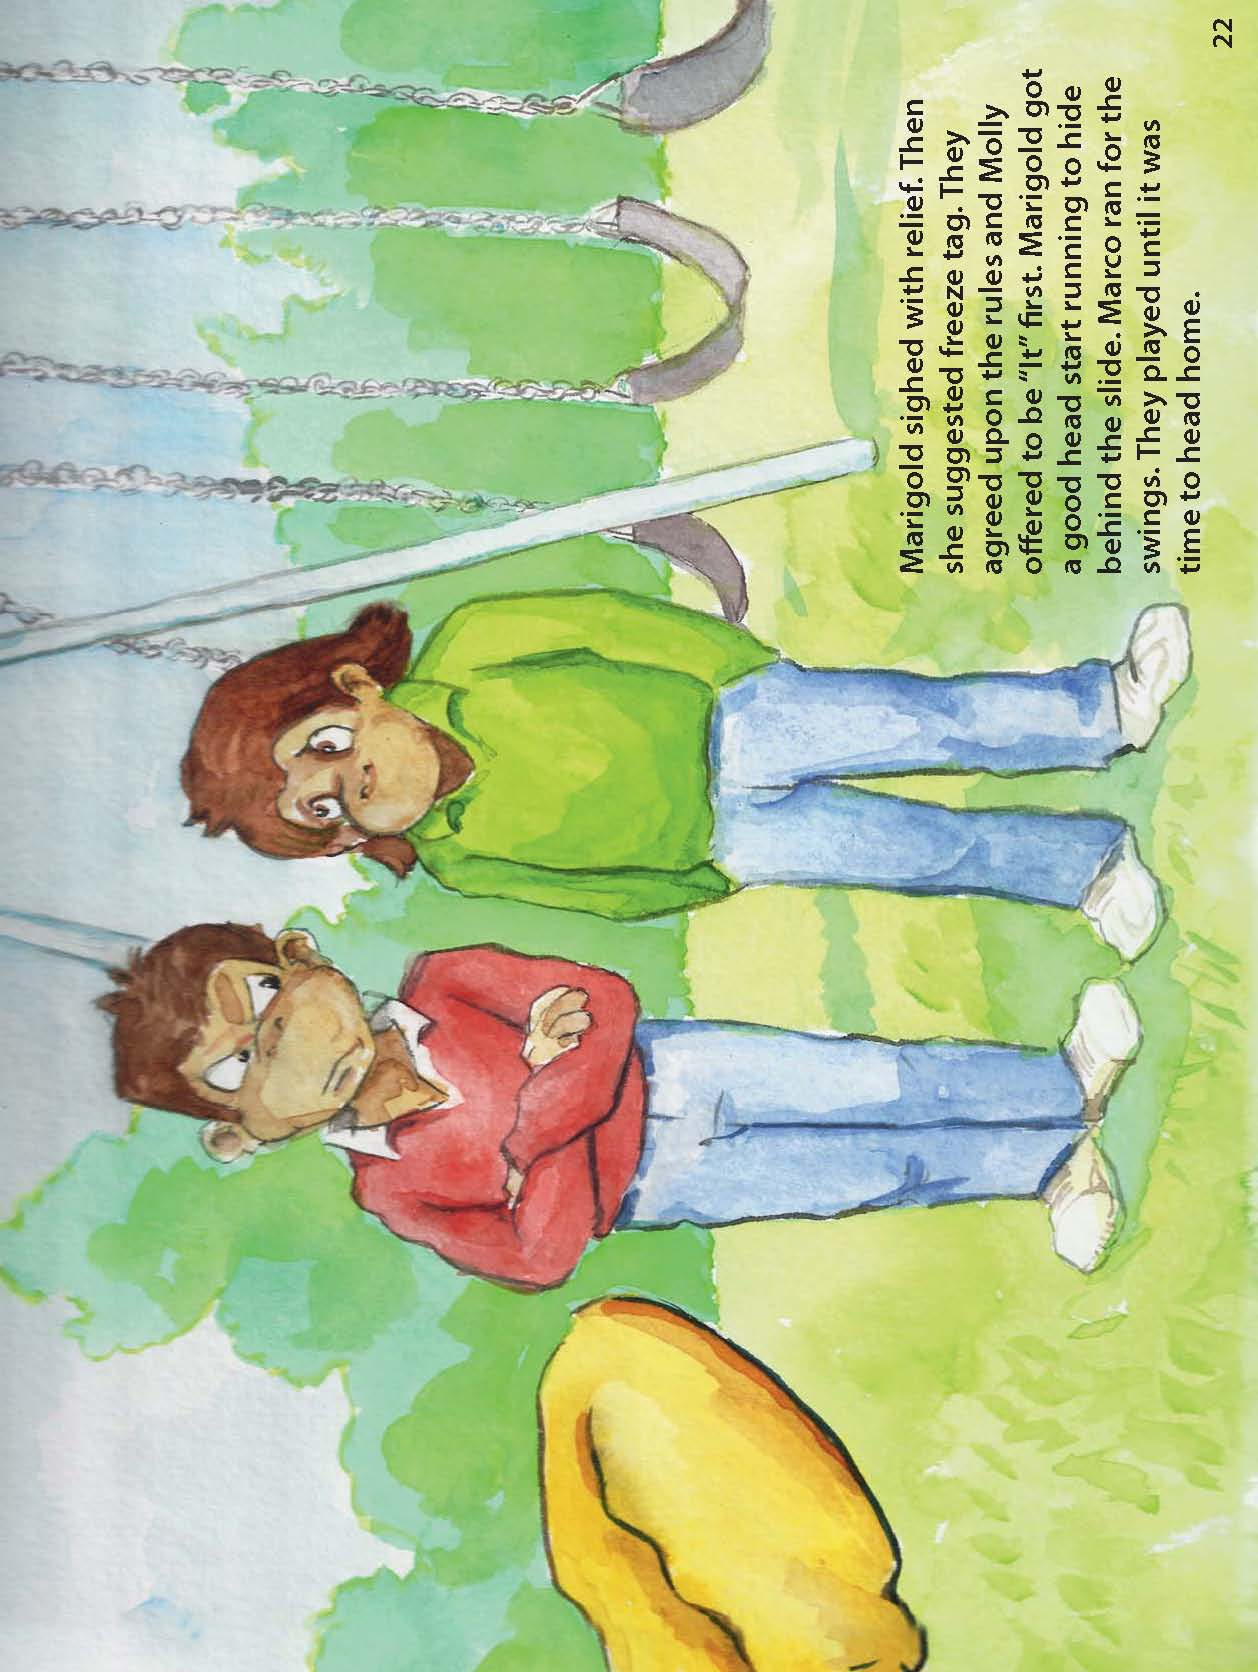 Marigold sighed with relief. Then
she suggested freeze tag. They
agreed upon the rules and Molly
offered to be “It” first. Marigold got
a good head start running to hide
behind the slide. Marco ran for the
swings. They played until it was
time to head home.
22